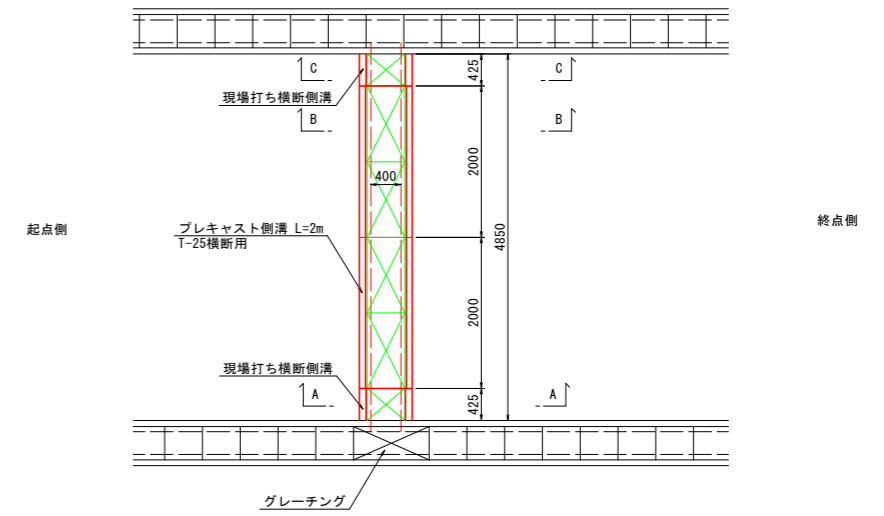 C
C
425
現場打ち横断側溝
B
B
2000
400
起点側
プレキャスト側溝 L=2m
T-25横断用
4850
終点側
2000
現場打ち横断側溝
A
A
425
グレーチング